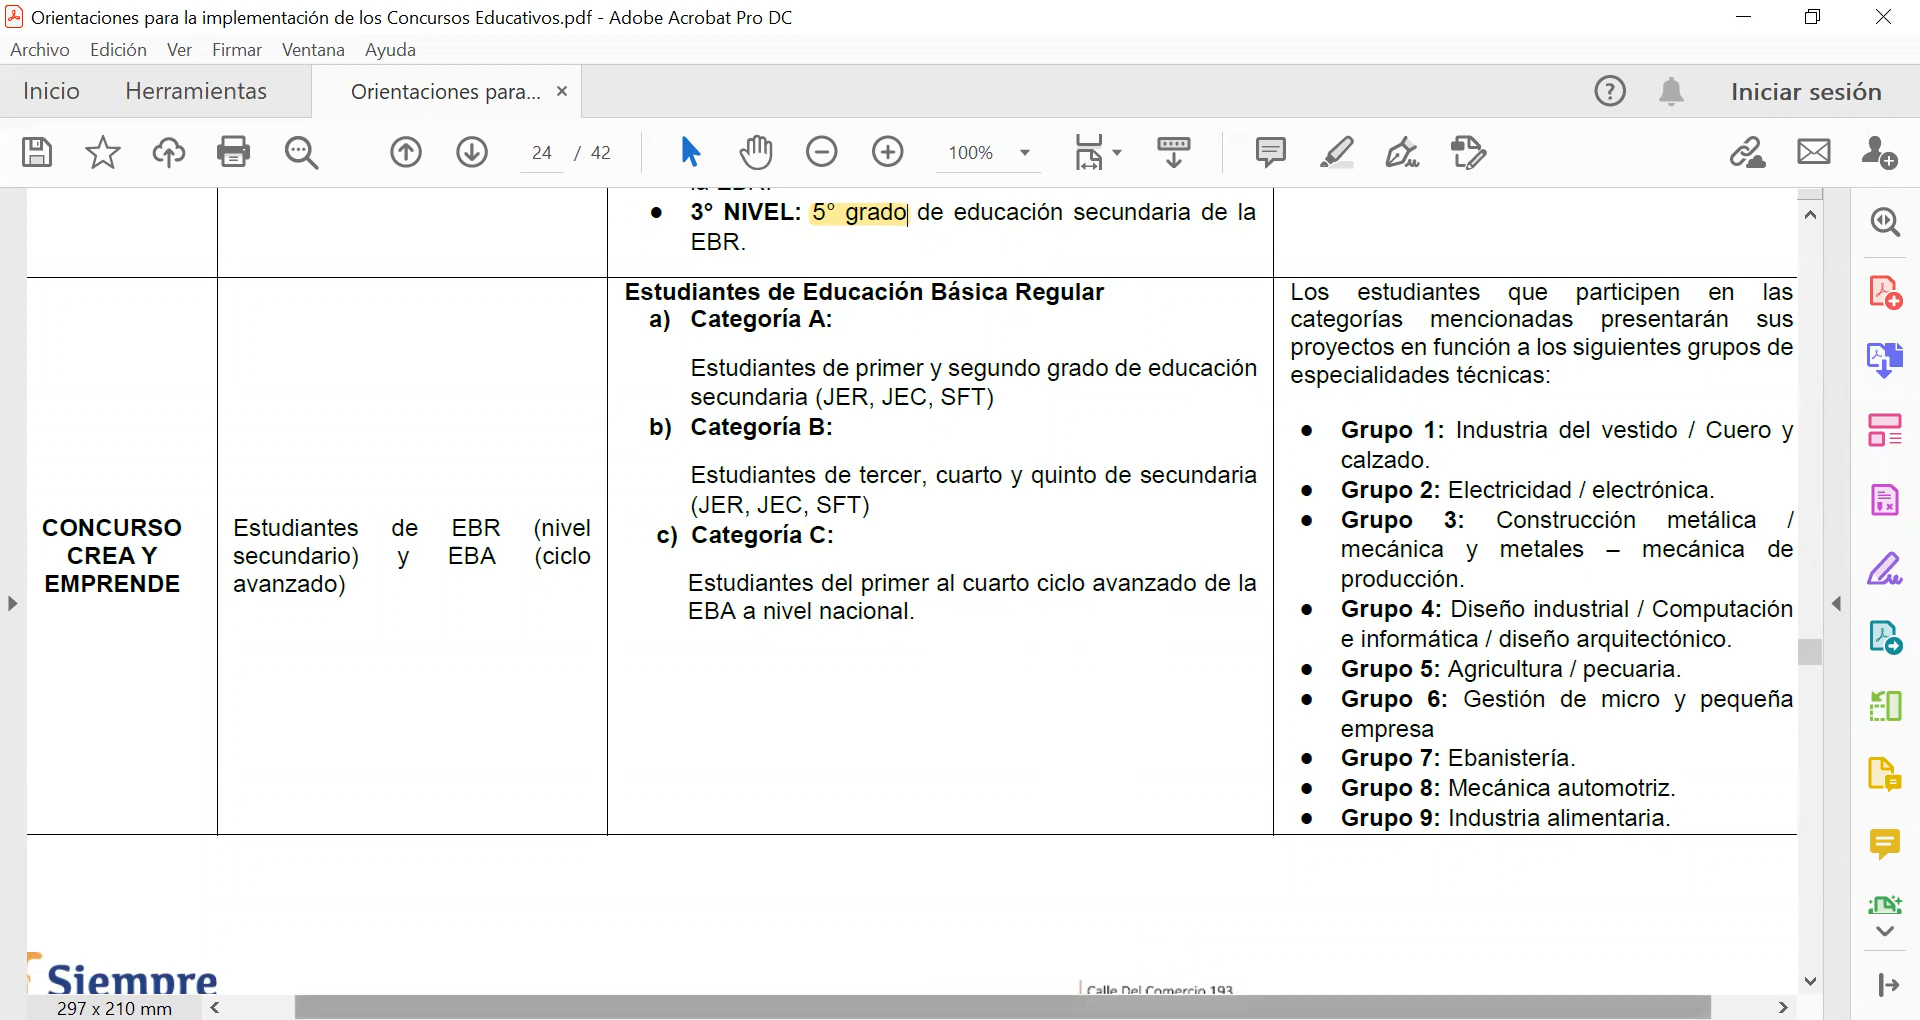 Orientaciones para la implementación de los Concursos Educativos.pdf - Adobe Acrobat Pro DC
Archivo Edición Ver Firmar Ventana Ayuda
Inicio Herramientas Orientaciones para... × Iniciar sesión
24 / 42 100%
la EBR.
● 3° NIVEL: 5° grado de educación secundaria de la
EBR.
CONCURSO
CREA Y
EMPRENDE
Estudiantes de EBR (nivel
secundario) y EBA (ciclo
avanzado)
Estudiantes de Educación Básica Regular
a) Categoría A:
Estudiantes de primer y segundo grado de educación
secundaria (JER, JEC, SFT)
b) Categoría B:
Estudiantes de tercer, cuarto y quinto de secundaria
(JER, JEC, SFT)
c) Categoría C:
Estudiantes del primer al cuarto ciclo avanzado de la
EBA a nivel nacional.
Los estudiantes que participen en las
categorías mencionadas presentarán sus
proyectos en función a los siguientes grupos de
especialidades técnicas:
● Grupo 1: Industria del vestido / Cuero y
calzado.
● Grupo 2: Electricidad / electrónica.
● Grupo 3: Construcción metálica /
mecánica y metales – mecánica de
producción.
● Grupo 4: Diseño industrial / Computación
e informática / diseño arquitectónico.
● Grupo 5: Agricultura / pecuaria.
● Grupo 6: Gestión de micro y pequeña
empresa
● Grupo 7: Ebanistería.
● Grupo 8: Mecánica automotriz.
● Grupo 9: Industria alimentaria.
Siempre
Calle Del Comercio 193
297 x 210 mm